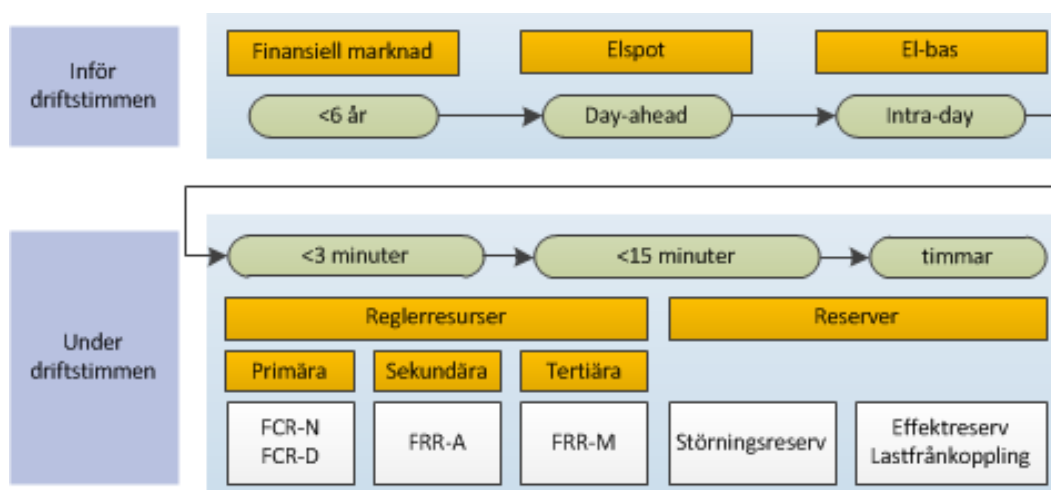 Inför
driftstimmen
Finansiell marknad
Elspot
El-bas
<6 år
Day-ahead
Intra-day
Under
driftstimmen
<3 minuter
<15 minuter
timmar
Reglerresurser
Reserver
Primära
Sekundära
Tertiära
FCR-N
FCR-D
FRR-A
FRR-M
Störningsreserv
Effektreserv
Lastfrånkoppling